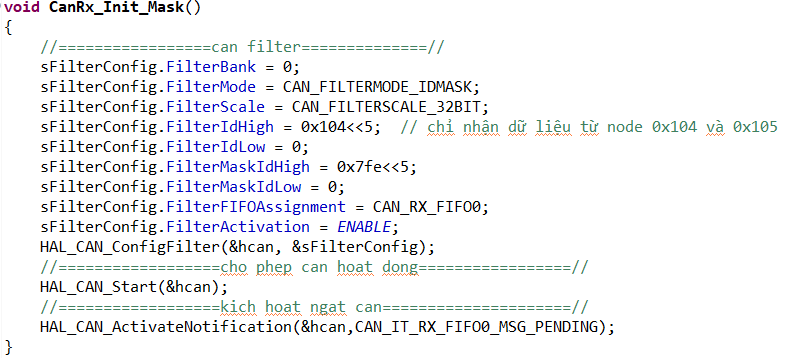 void CanRx_Init_Mask()
{
//=================can filter==============//
sFilterConfig.FilterBank = 0;
sFilterConfig.FilterMode = CAN_FILTERMODE_IDMASK;
sFilterConfig.FilterScale = CAN_FILTERSCALE_32BIT;
sFilterConfig.FilterIdHigh = 0x104<<5;  // chỉ nhận dữ liệu từ node 0x104 và 0x105
sFilterConfig.FilterIdLow = 0;
sFilterConfig.FilterMaskIdHigh = 0x7fe<<5;
sFilterConfig.FilterMaskIdLow = 0;
sFilterConfig.FilterFIFOAssignment = CAN_RX_FIFO0;
sFilterConfig.FilterActivation = ENABLE;
HAL_CAN_ConfigFilter(&hcan, &sFilterConfig);
//==================cho phep can hoat dong=================//
HAL_CAN_Start(&hcan);
//==================kich hoat ngat can=====================//
HAL_CAN_ActivateNotification(&hcan,CAN_IT_RX_FIFO0_MSG_PENDING);
}